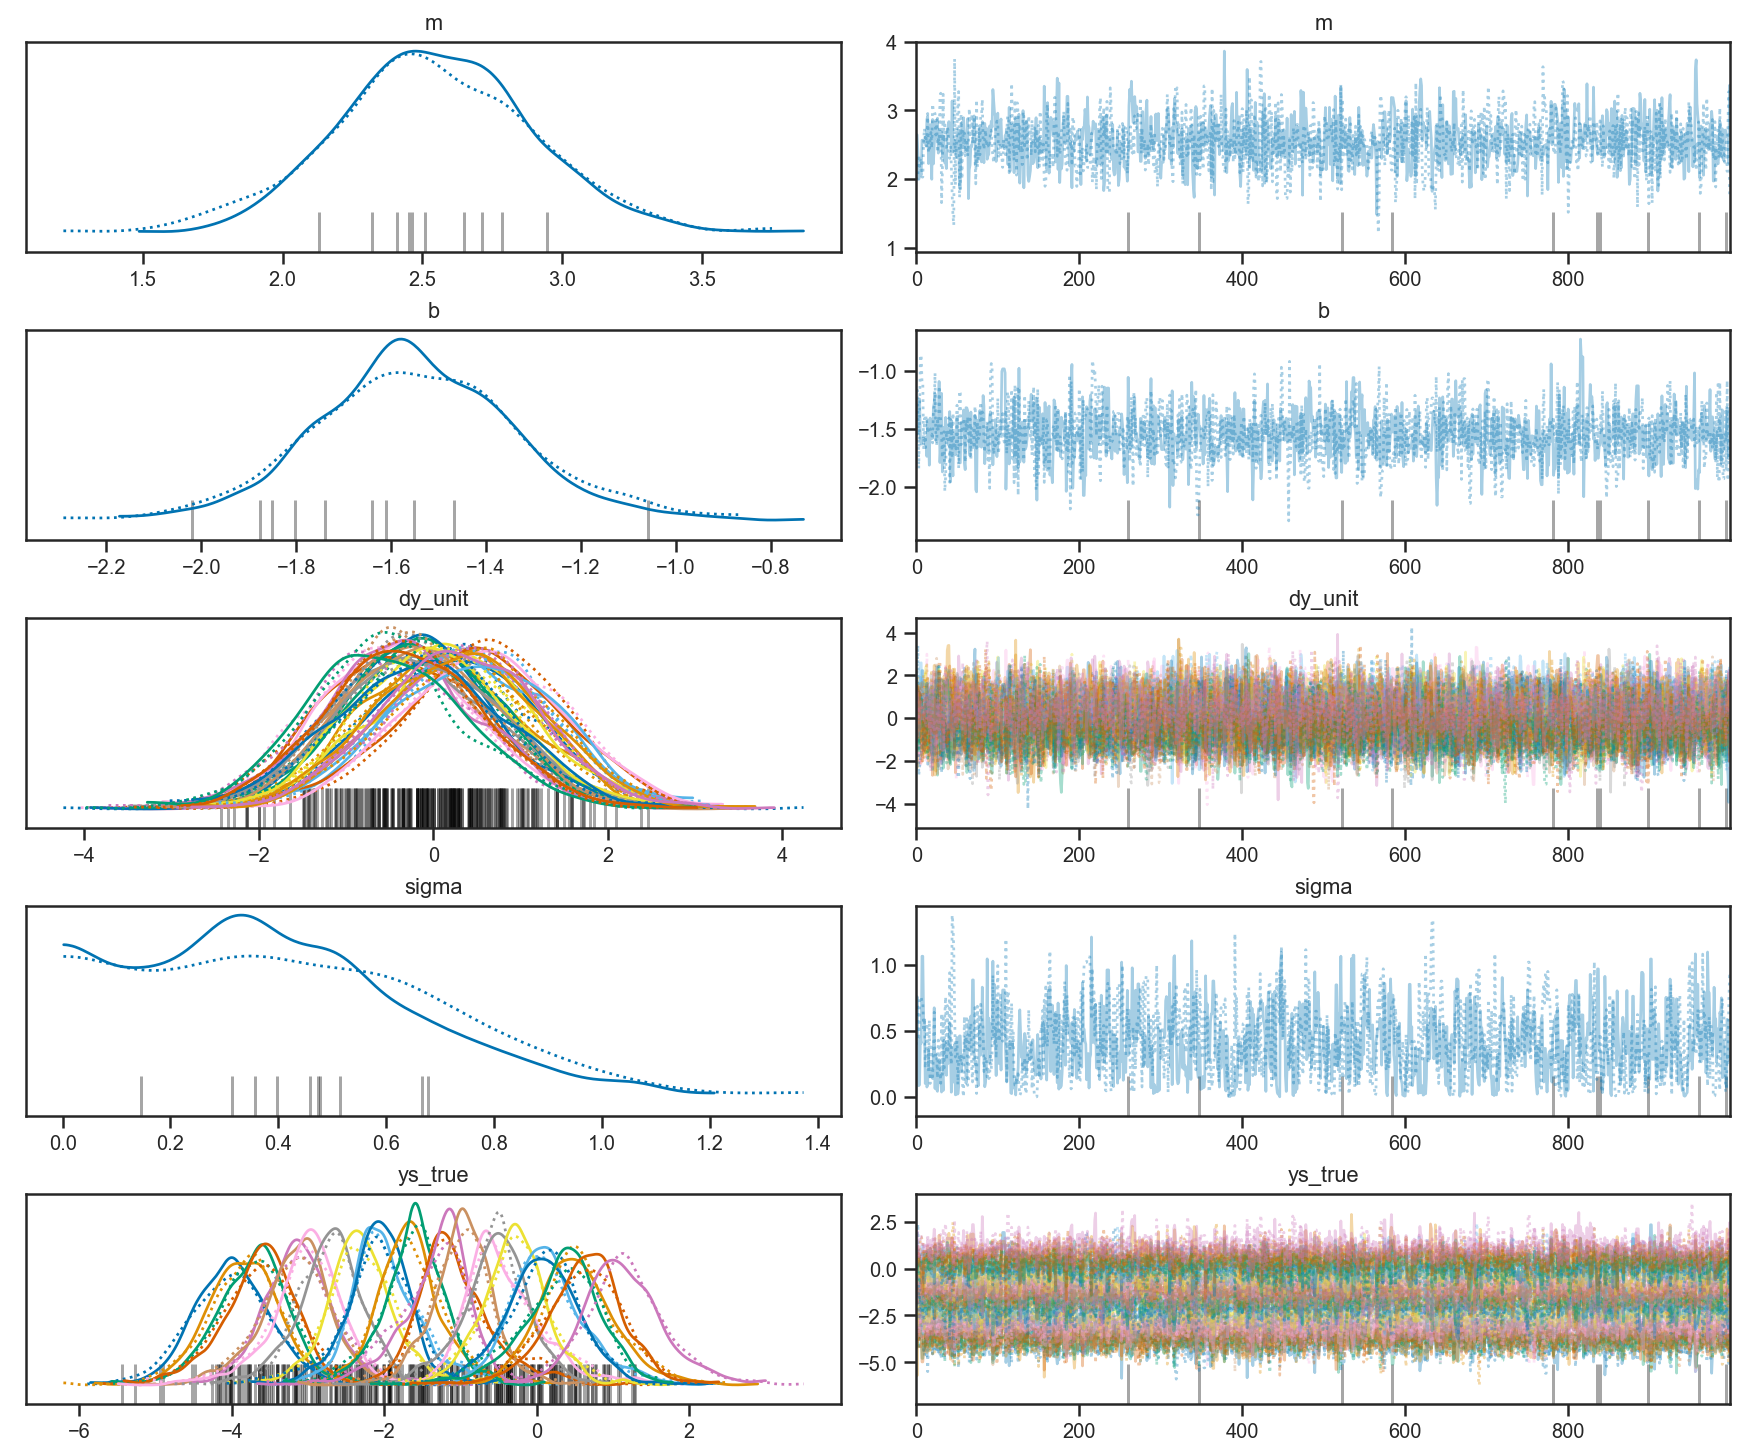 m m
4
3
2
1
1.5 2.0 2.5 3.0 3.5 0 200 400 600 800
b b
−1.0
−1.5
−2.0
−2.2 −2.0 −1.8 −1.6 −1.4 −1.2 −1.0 −0.8 0 200 400 600 800
dy_unit dy_unit
4
2
0
−2
−4
−4 −2 0 2 4 0 200 400 600 800
sigma sigma
1.0
0.5
0.0
0.0 0.2 0.4 0.6 0.8 1.0 1.2 1.4 0 200 400 600 800
ys_true ys_true
2.5
0.0
−2.5
−5.0
−6 −4 −2 0 2 0 200 400 600 800